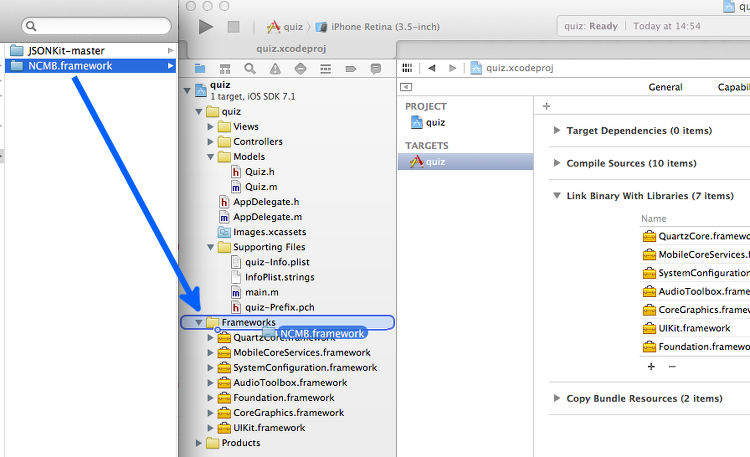 JSONKit-master
NCMB.framework
quiz
iPhone Retina (3.5-inch)
quiz: Ready
Today at 14:54
quiz.xcodeproj
quiz
1 target, iOS SDK 7.1
quiz
Views
Controllers
Models
Quiz.h
Quiz.m
AppDelegate.h
AppDelegate.m
Images.xcassets
Supporting Files
quiz-Info.plist
InfoPlist.strings
main.m
quiz-Prefix.pch
Frameworks
NCMB.framework
QuartzCore.framework
MobileCoreServices.framework
SystemConfiguration.framework
AudioToolbox.framework
Foundation.framework
CoreGraphics.framework
UIKit.framework
Products
quiz.xcodeproj
General
Capabi
PROJECT
quiz
TARGETS
quiz
Target Dependencies (0 items)
Compile Sources (10 items)
Link Binary With Libraries (7 items)
Name
QuartzCore.framewo
MobileCoreServices.
SystemConfiguration
AudioToolbox.frame
CoreGraphics.frame
UIKit.framework
Foundation.framewo
Copy Bundle Resources (2 items)